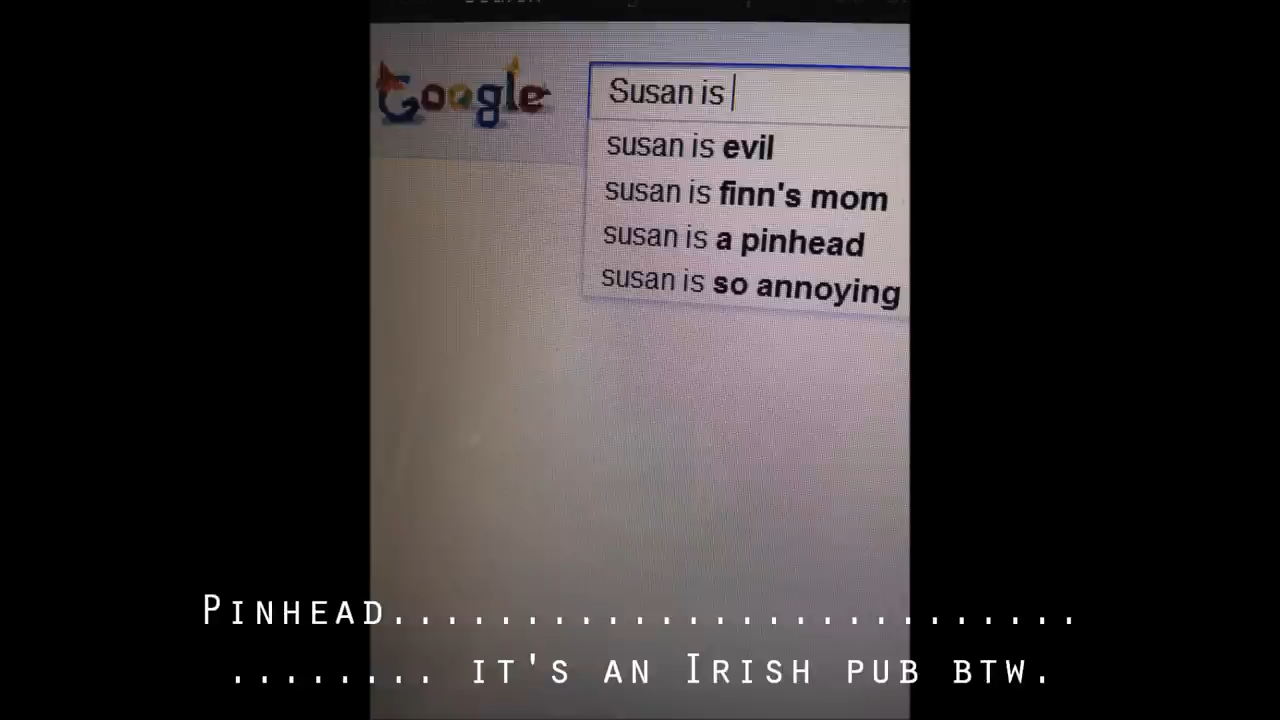 Google
Susan is
susan is evil
susan is finn's mom
susan is a pinhead
susan is so annoying
Pinhead..........................
........ it's an Irish pub btw.